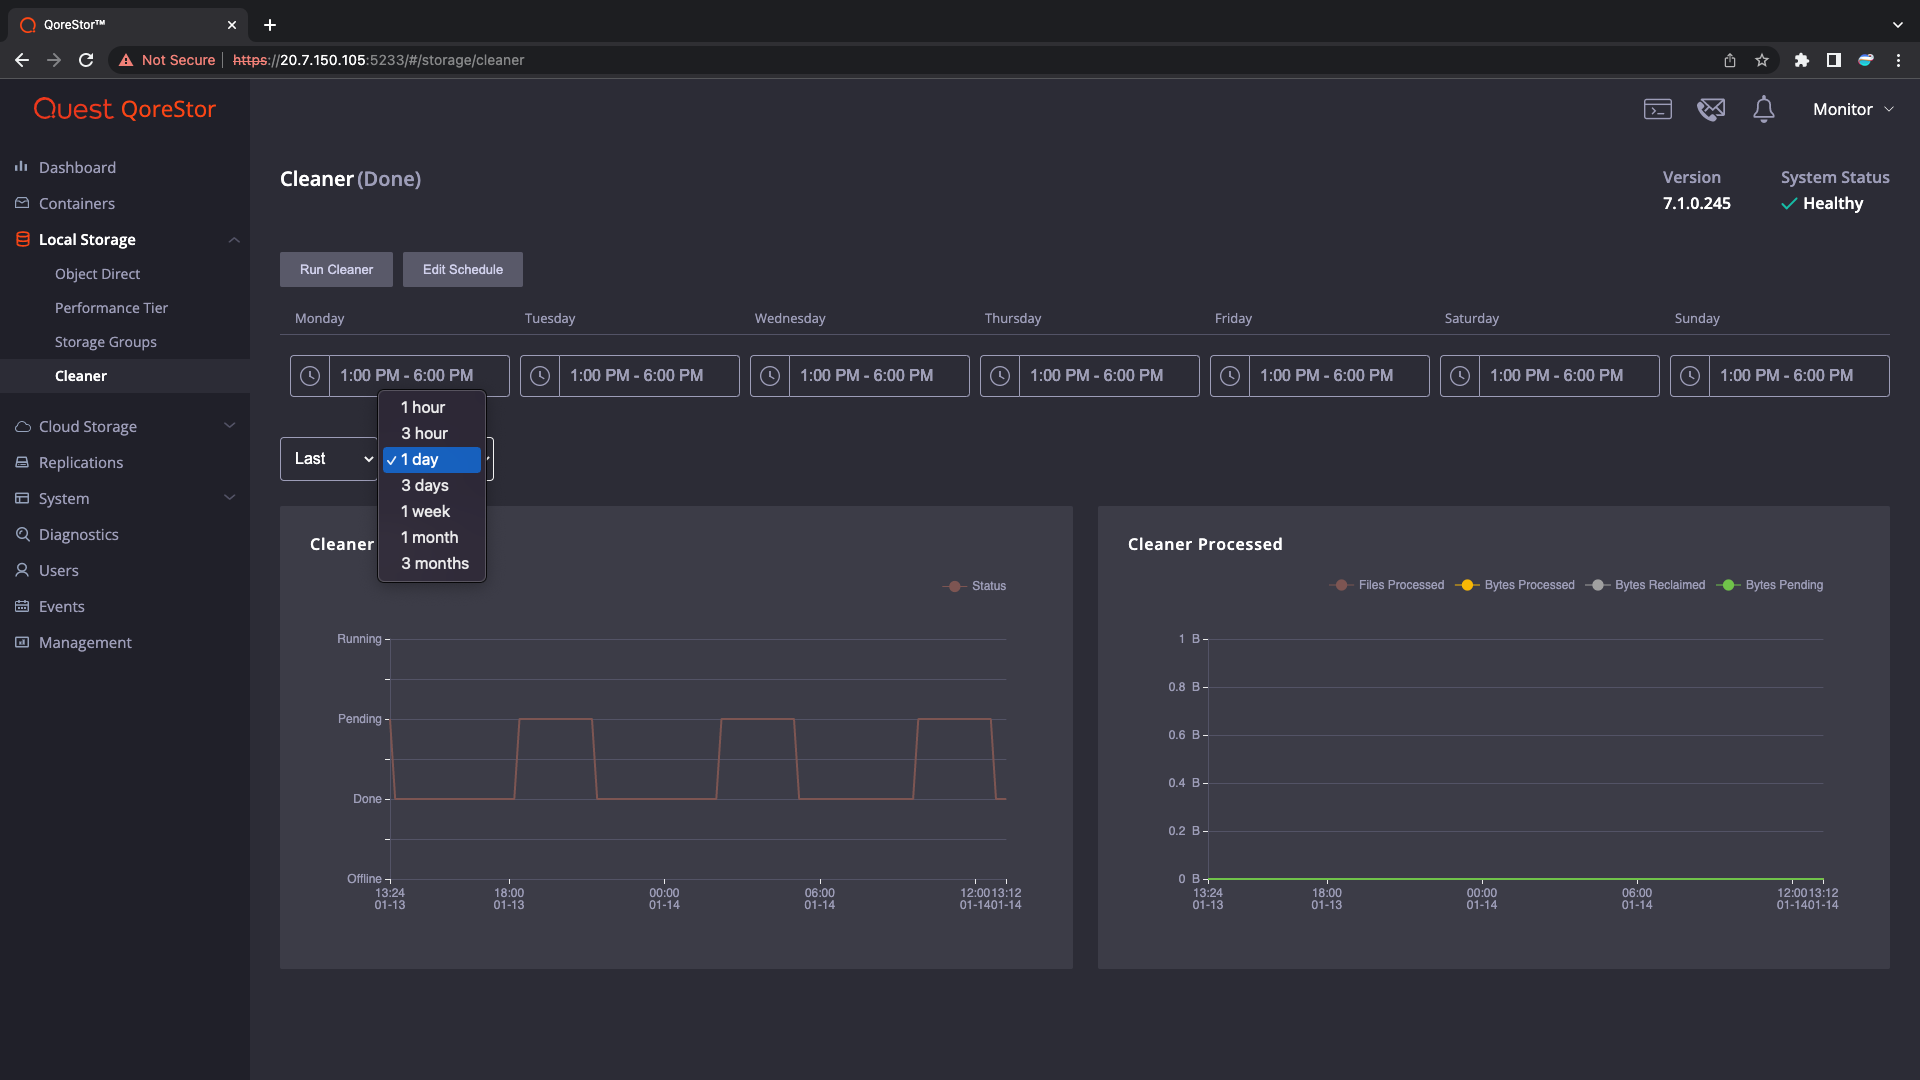 QoreStor™
Not Secure
https://20.7.150.105:5233/#/storage/cleaner
Quest QoreStor
Monitor
Dashboard
Containers
Local Storage
Object Direct
Performance Tier
Storage Groups
Cleaner
Cloud Storage
Replications
System
Diagnostics
Users
Events
Management
Cleaner (Done)
Version
7.1.0.245
System Status
Healthy
Run Cleaner
Edit Schedule
Monday Tuesday Wednesday Thursday Friday Saturday Sunday
1:00 PM - 6:00 PM 1:00 PM - 6:00 PM 1:00 PM - 6:00 PM 1:00 PM - 6:00 PM 1:00 PM - 6:00 PM 1:00 PM - 6:00 PM 1:00 PM - 6:00 PM
Last
1 hour
3 hour
✓ 1 day
3 days
1 week
1 month
3 months
Cleaner
Status
Running
Pending
Done
Offline
13:24 18:00 00:00 06:00 12:00 13:12
01-13 01-13 01-14 01-14 01-14 01-14
Cleaner Processed
Files Processed Bytes Processed Bytes Reclaimed Bytes Pending
1 B
0.8 B
0.6 B
0.4 B
0.2 B
0 B
13:24 18:00 00:00 06:00 12:00 13:12
01-13 01-13 01-14 01-14 01-14 01-14